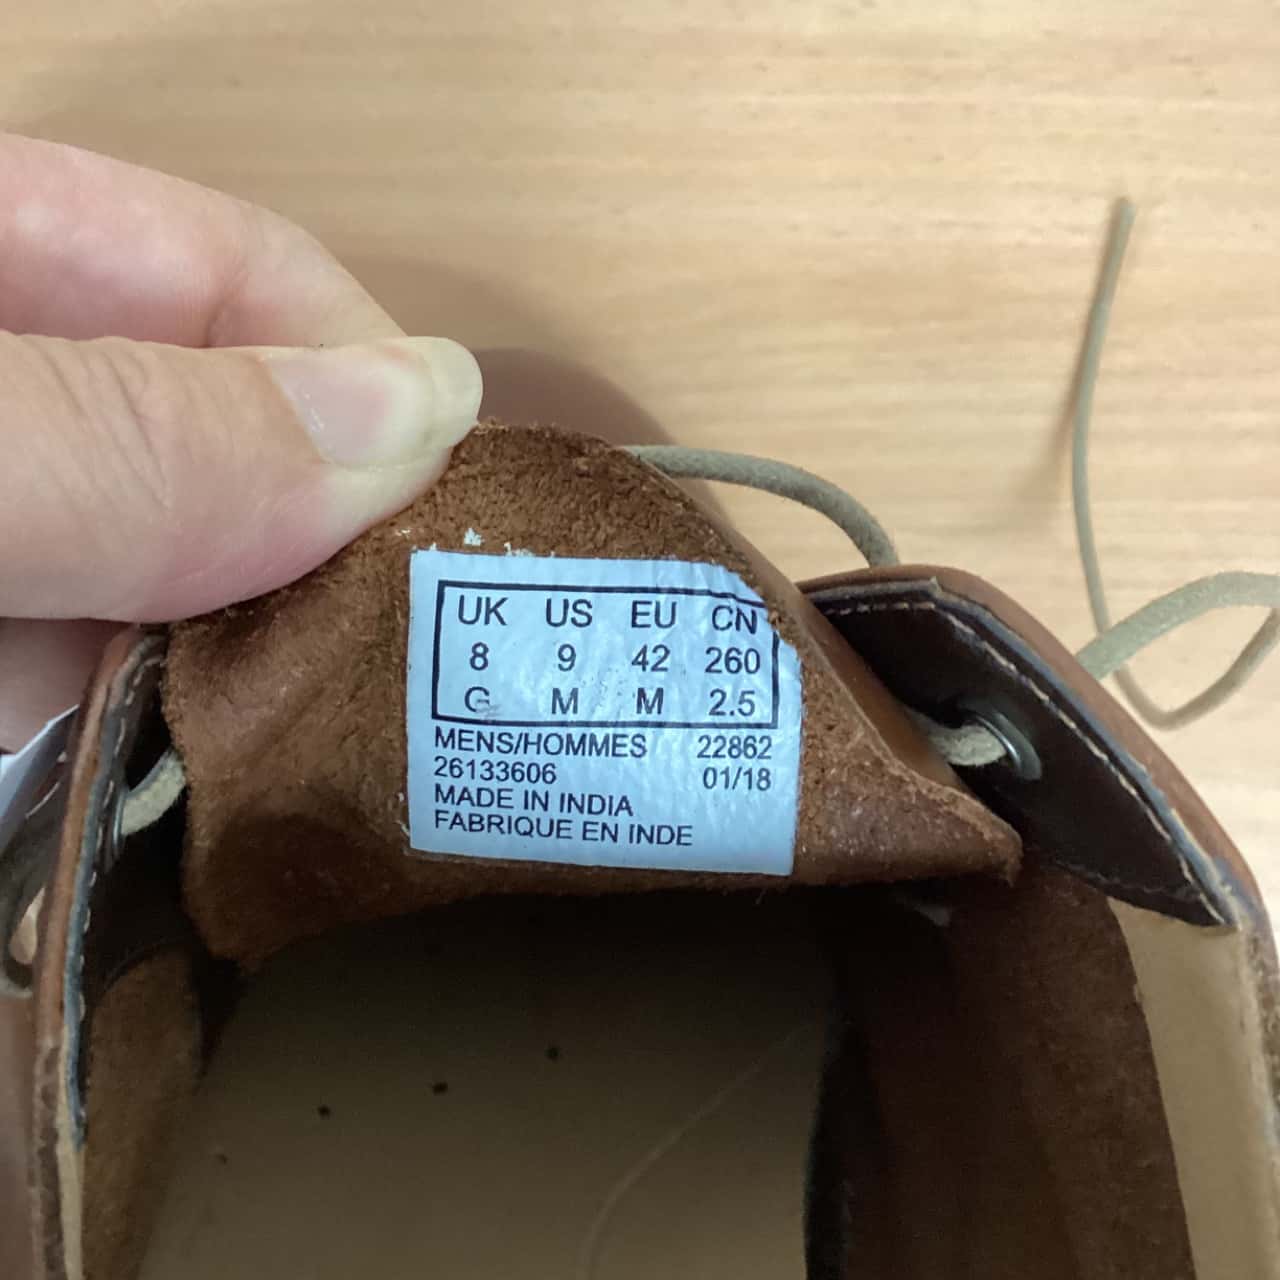 UK US EU CN
8 9 42 260
G M M 2.5
MENS/HOMMES 22862
26133606 01/18
MADE IN INDIA
FABRIQUE EN INDE